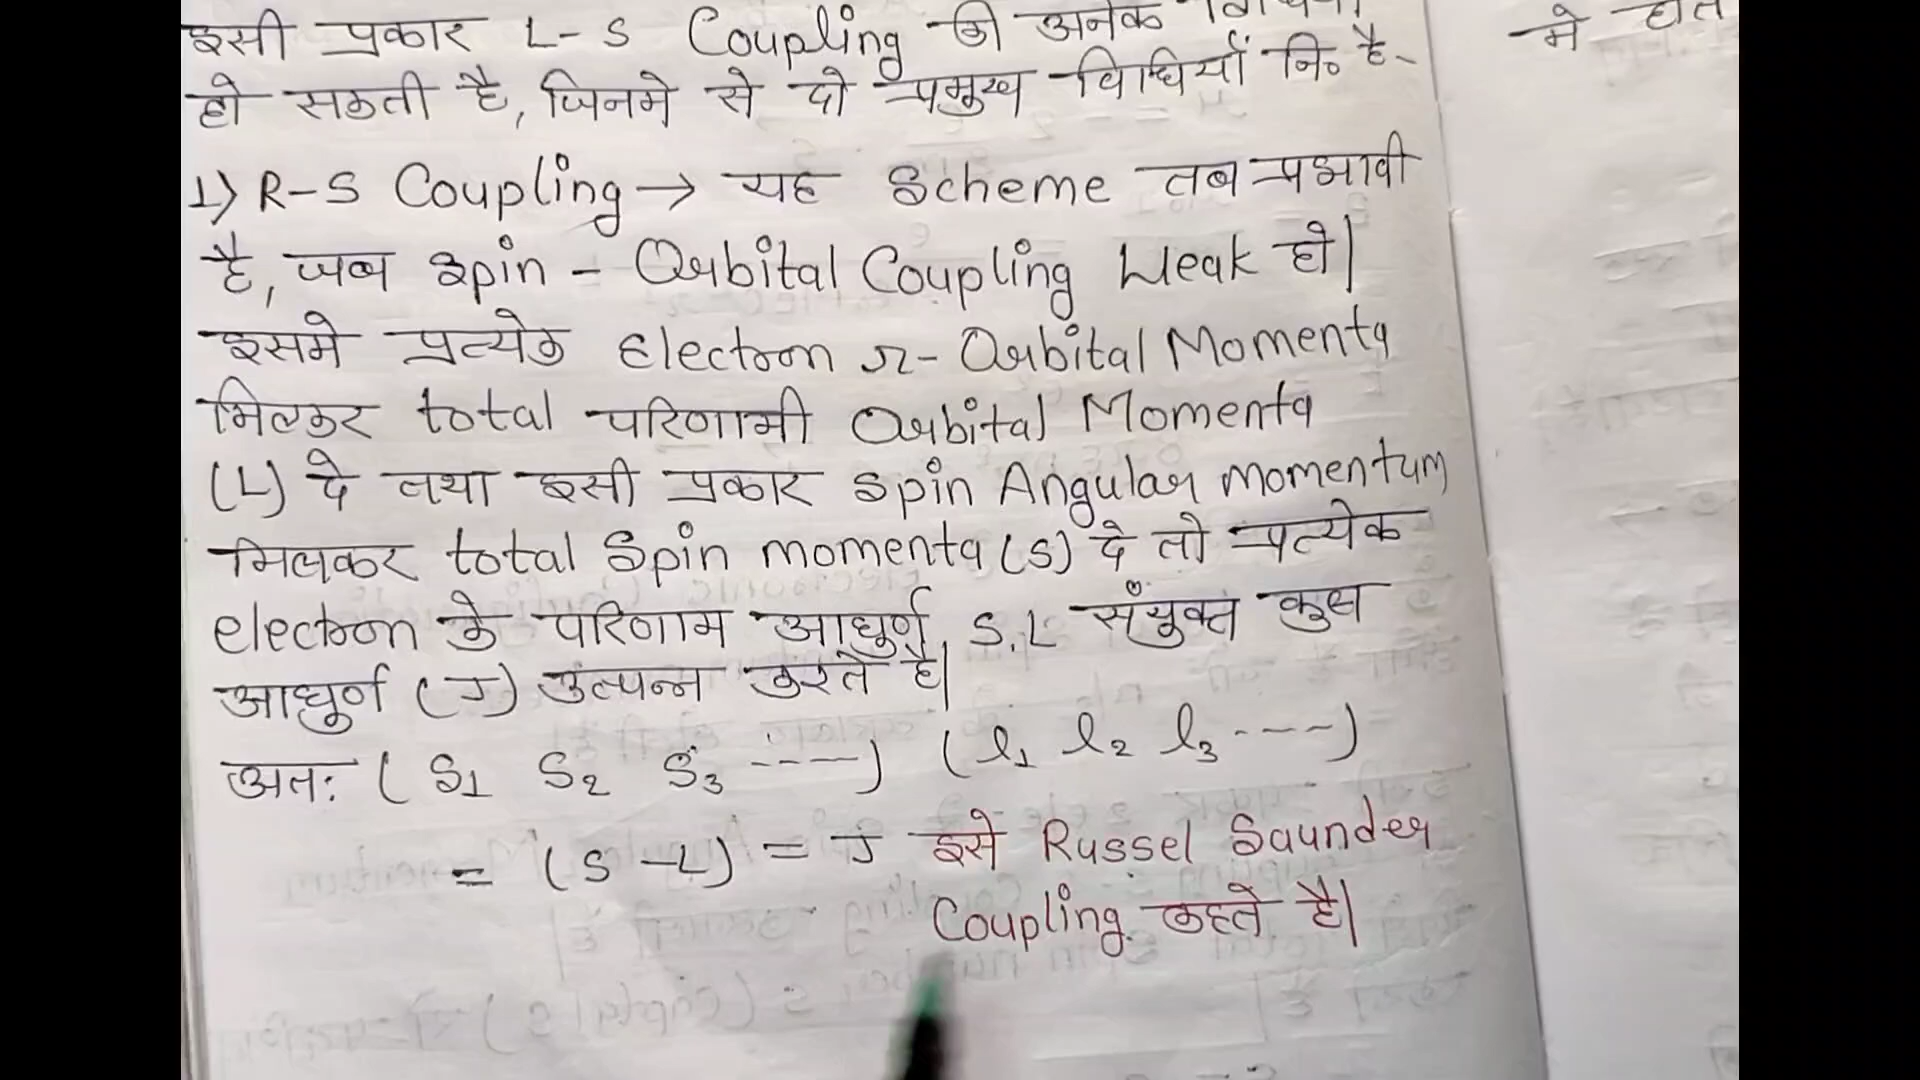 इसी प्रकार L-S Coupling की अनेक
हो सकती है, जिनमे से दो प्रमुख विधियाँ नि० है-
1) R-S Coupling → यह Scheme तब प्रभावी
है, जब spin - Orbital Coupling Weak हो|
इसमे प्रत्येक Electron r- Orbital Momenta
मिलकर total परिणामी Orbital Momenta
(L) दे तथा इसी प्रकार spin Angular momentum
मिलकर total Spin momenta (S) दे तो प्रत्येक
electron के परिणाम आधुर्ण, S.L संयुक्त कुल
आधुर्ण (J) उत्पन्न करते है|
अत: ( S₁ S₂ S₃ ----- ) ( l₁ l₂ l₃ ---- )
= (S - L) = J इसे Russel Saunder
Coupling कहते है|
मे होत